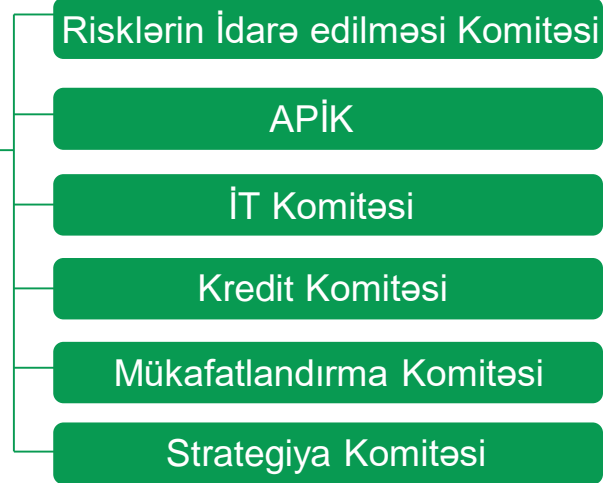 Risklərin İdarə edilməsi Komitəsi
APİK
İT Komitəsi
Kredit Komitəsi
Mükafatlandırma Komitəsi
Strategiya Komitəsi